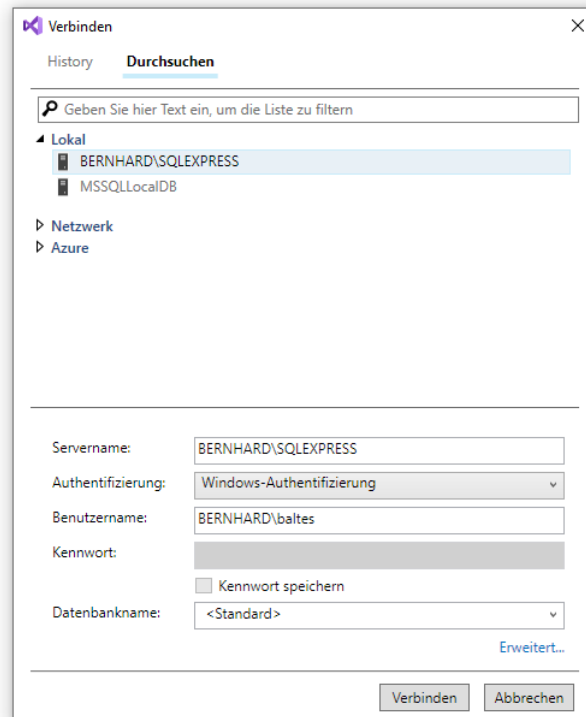 Verbinden
History Durchsuchen
Geben Sie hier Text ein, um die Liste zu filtern
Lokal
BERNHARD\SQLEXPRESS
MSSQLLocalDB
Netzwerk
Azure
Servername: BERNHARD\SQLEXPRESS
Authentifizierung: Windows-Authentifizierung
Benutzername: BERNHARD\baltes
Kennwort:
Kennwort speichern
Datenbankname: <Standard>
Erweitert...
Verbinden Abbrechen